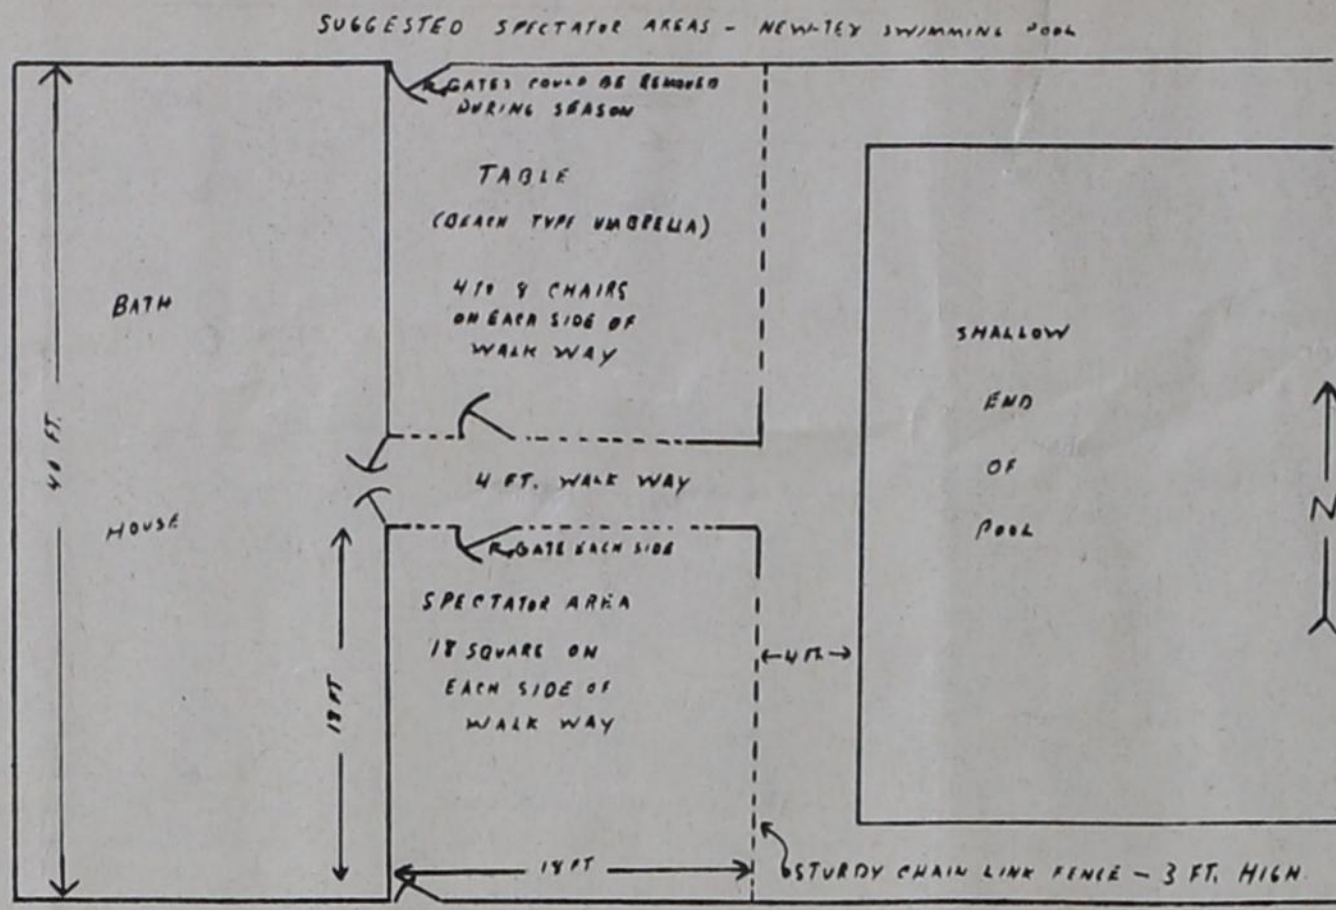 SUGGESTED SPECTATOR AREAS - NEW-TEY SWIMMING POOL
GATES COULD BE REMOVED
DURING SEASON
TABLE
(BEACH TYPE UMBRELLA)
4 TO 8 CHAIRS
ON EACH SIDE OF
WALK WAY
BATH
HOUSE
40 FT.
4 FT. WALK WAY
GATE EACH SIDE
SPECTATOR AREA
18 SQUARE ON
EACH SIDE OF
WALK WAY
18 FT
18 FT
4 FT.
SHALLOW
END
OF
POOL
N
STURDY CHAIN LINK FENCE - 3 FT. HIGH.